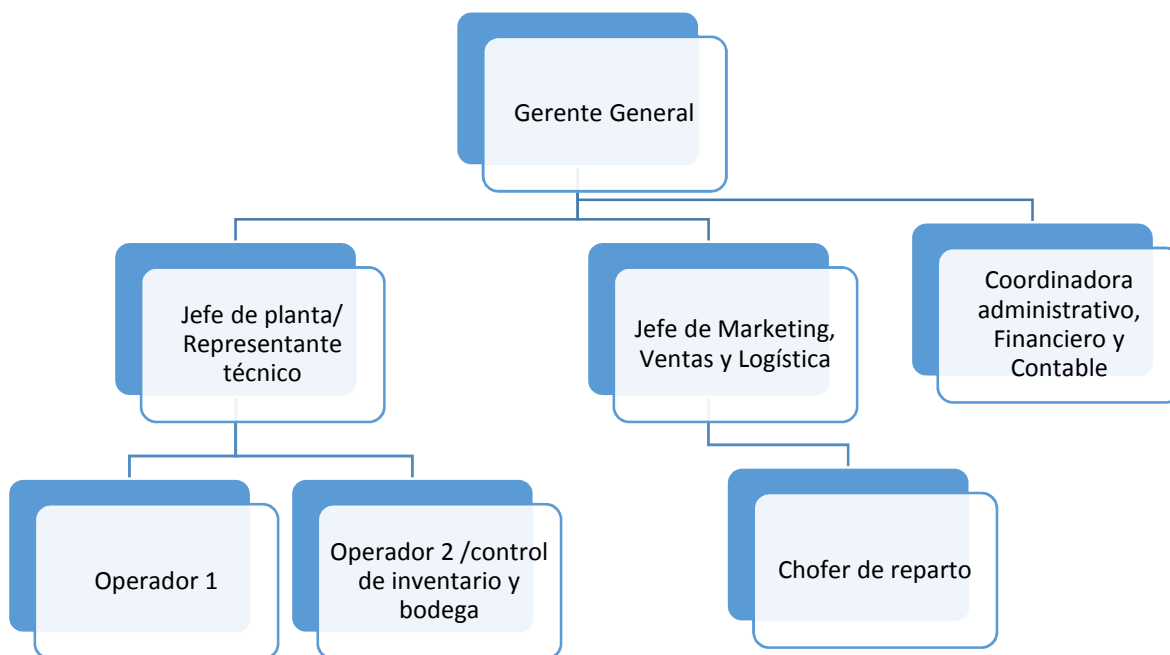 Gerente General
Jefe de planta/
Representante
técnico
Jefe de Marketing,
Ventas y Logística
Coordinadora
administrativo,
Financiero y
Contable
Operador 1
Operador 2 /control
de inventario y
bodega
Chofer de reparto